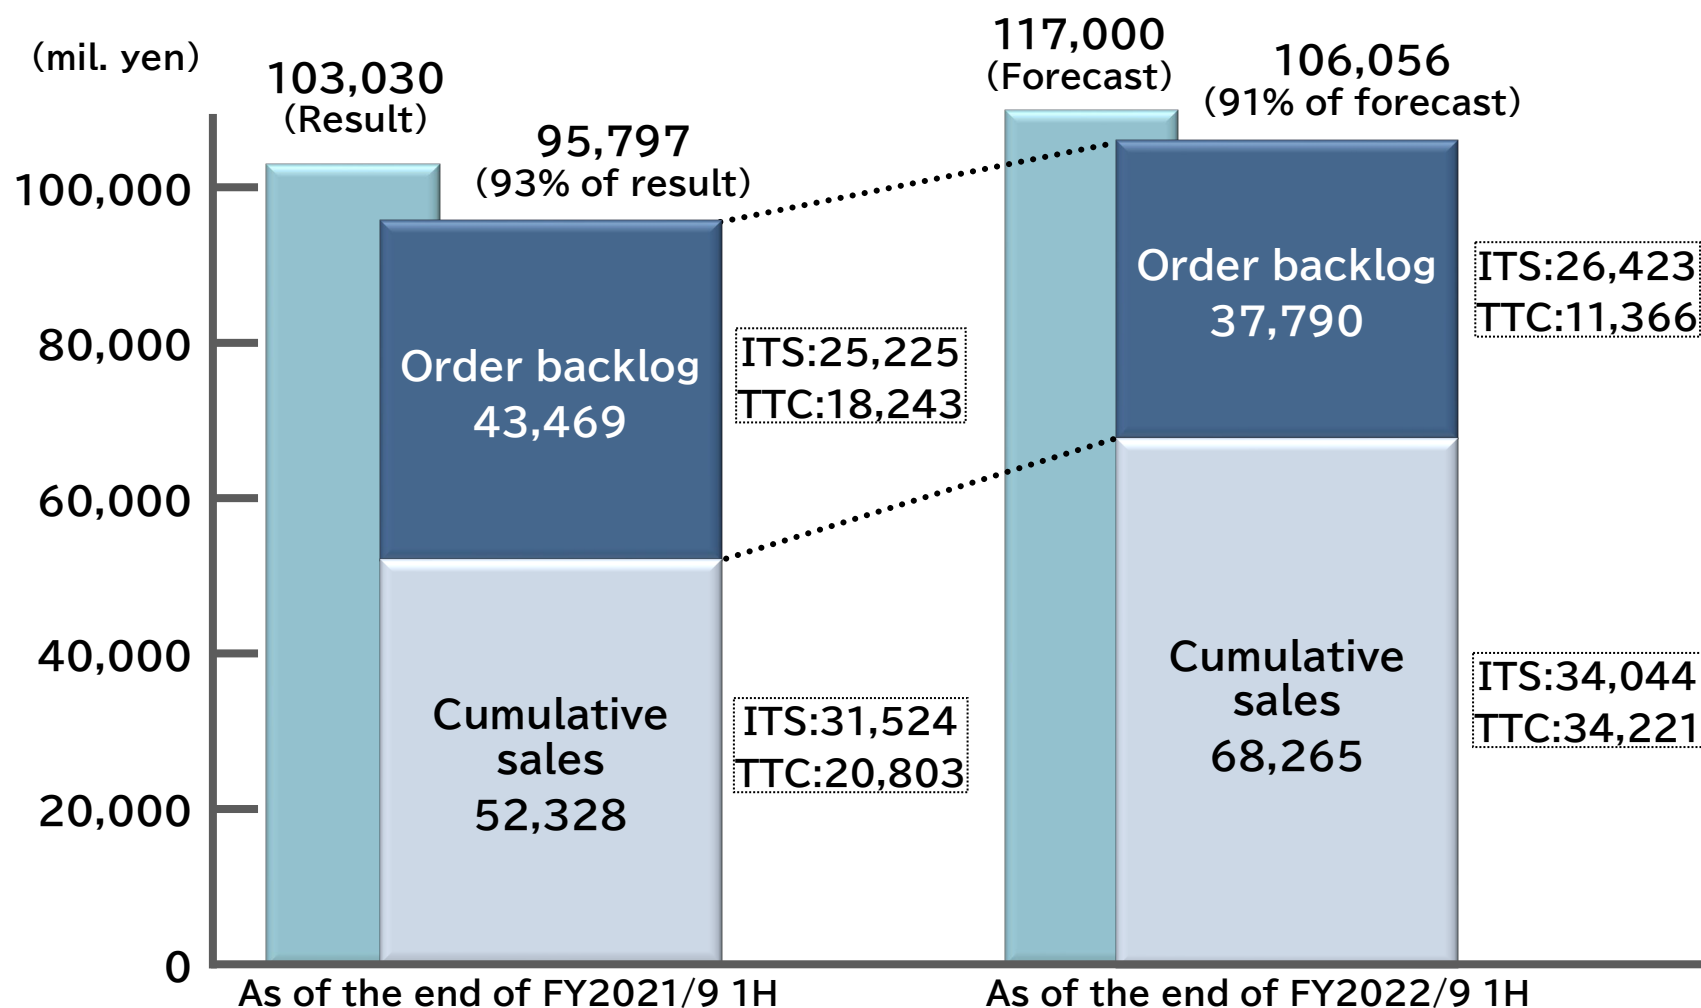 (mil. yen)
103,030
(Result)
95,797
(93% of result)
117,000
(Forecast)
106,056
(91% of forecast)
100,000
80,000
60,000
40,000
20,000
0
Order backlog
43,469
ITS:25,225
TTC:18,243
Cumulative
sales
52,328
ITS:31,524
TTC:20,803
Order backlog
37,790
ITS:26,423
TTC:11,366
Cumulative
sales
68,265
ITS:34,044
TTC:34,221
As of the end of FY2021/9 1H
As of the end of FY2022/9 1H